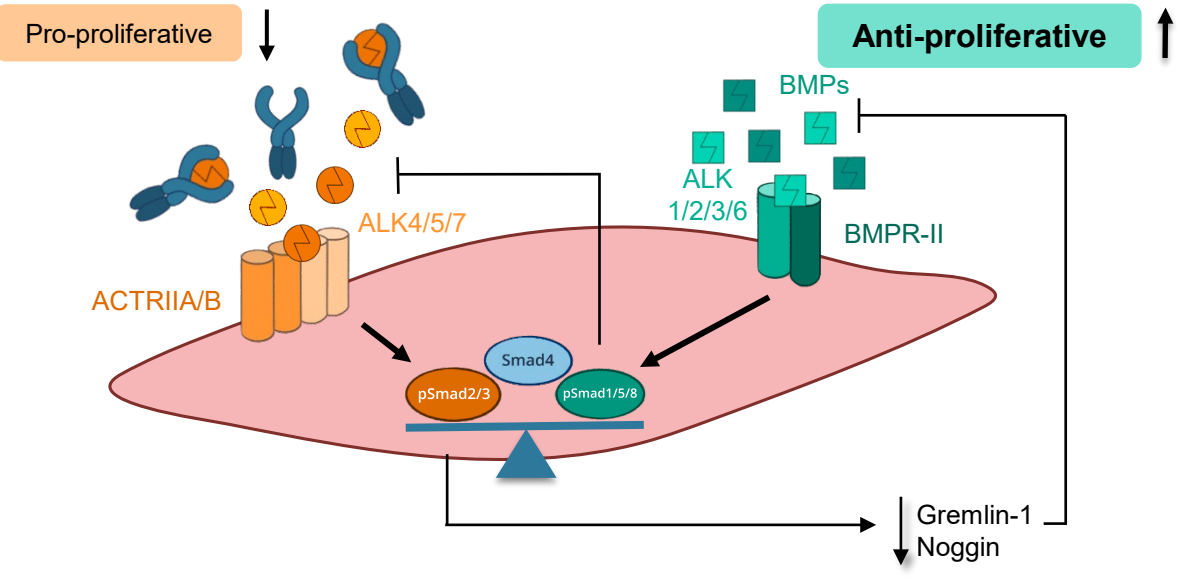 Pro-proliferative
Anti-proliferative
BMPs
ALK
1/2/3/6
ALK4/5/7
BMPR-II
ACTRIIA/B
Smad4
pSmad2/3
pSmad1/5/8
Gremlin-1
Noggin